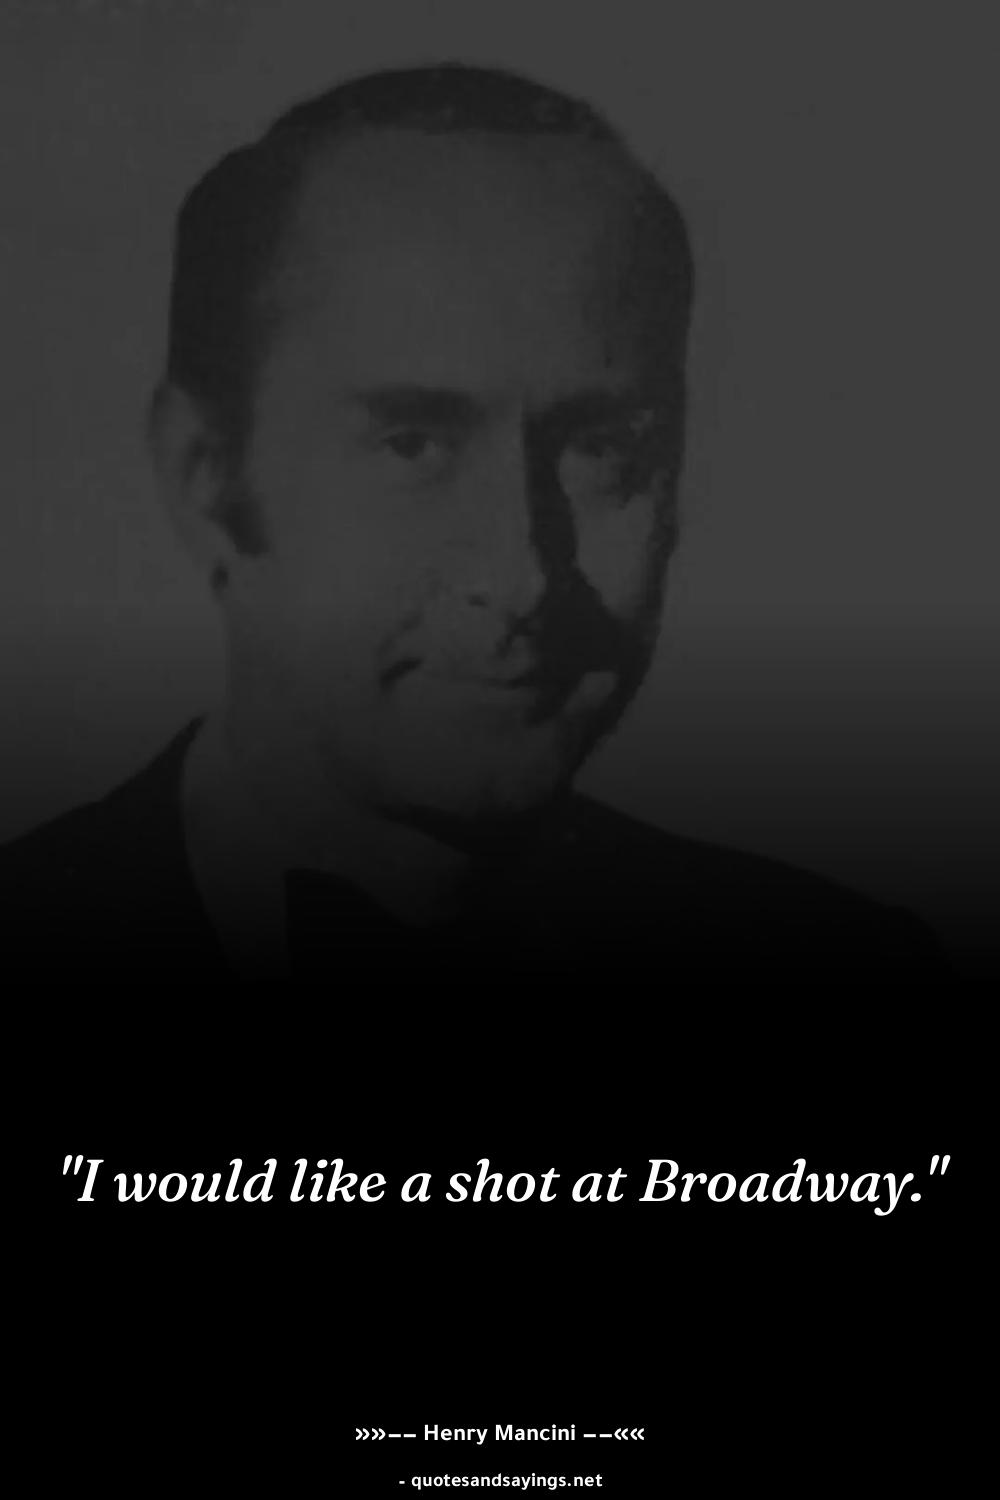 "I would like a shot at Broadway."
»»−− Henry Mancini −−««
- quotesandsayings.net